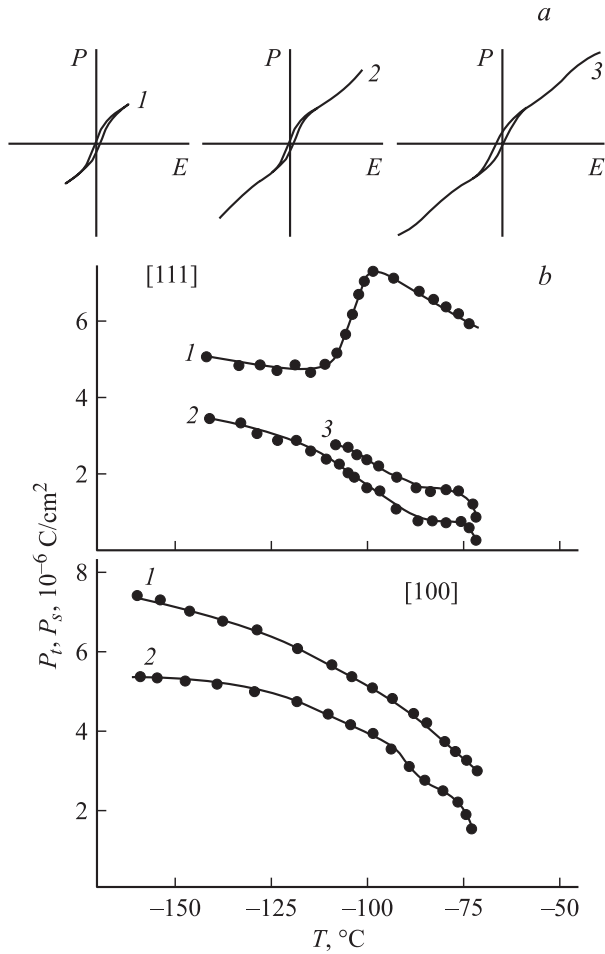 a
P
1
E
P
2
E
P
3
E
[111]
b
6
4
2
1
2
3
P_t, P_s, 10^{–6} C/cm^2
8
6
4
2
1
2
[100]
–150 –125 –100 –75 –50
T, °C